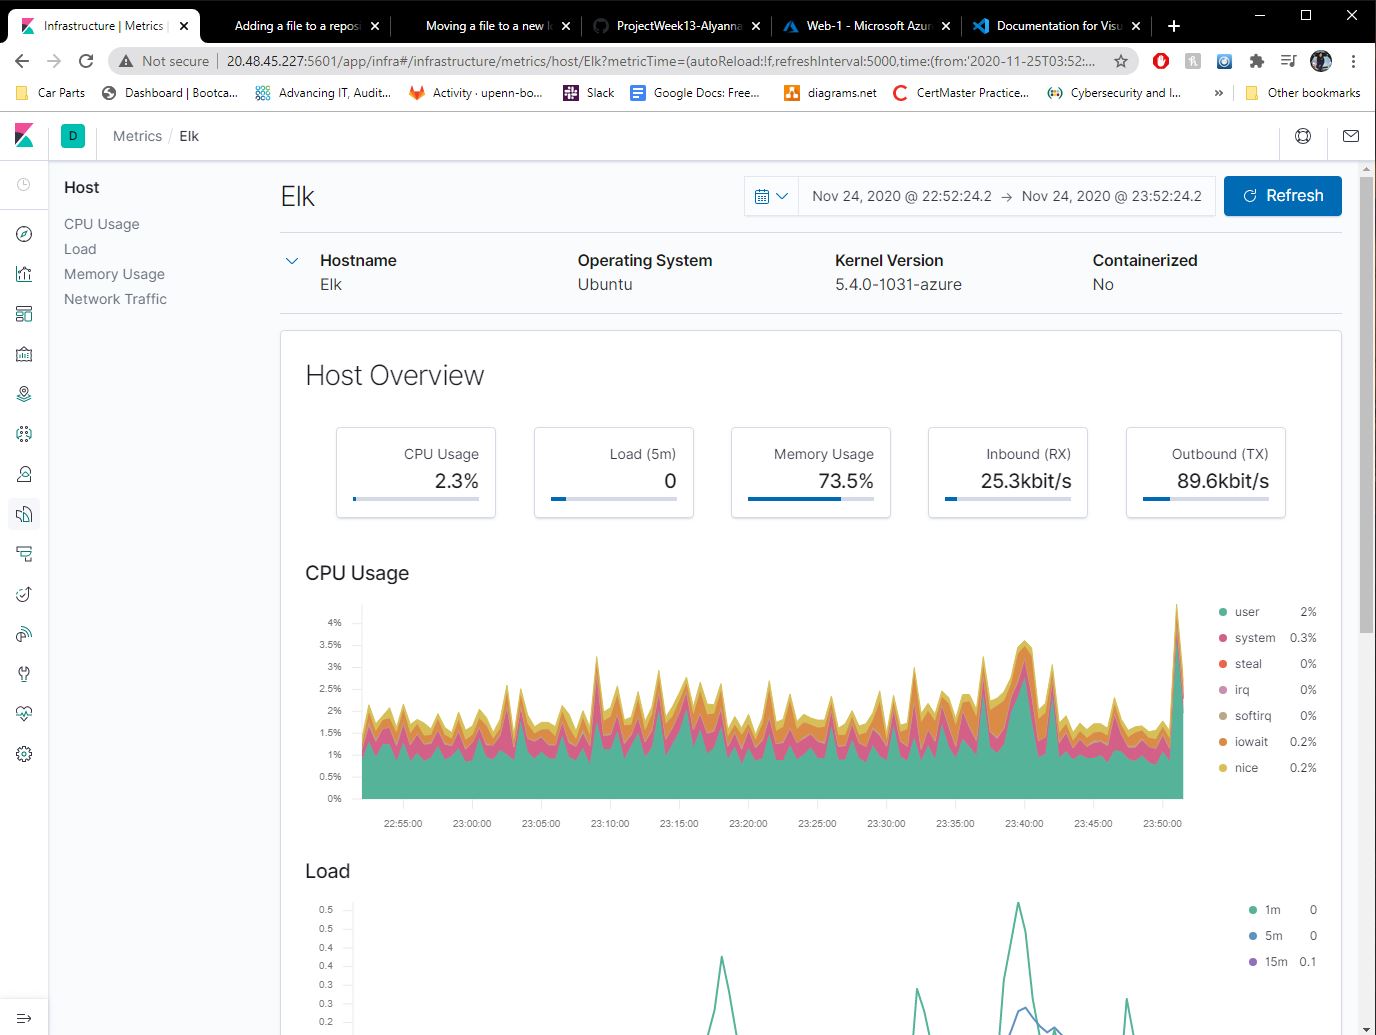 Infrastructure | Metrics |
Adding a file to a reposi
Moving a file to a new l
ProjectWeek13-Alyanna
Web-1 - Microsoft Azur
Documentation for Visu
Not secure | 20.48.45.227:5601/app/infra#/infrastructure/metrics/host/Elk?metricTime=(autoReload:!f,refreshInterval:5000,time:(from:'2020-11-25T03:52:...
Car Parts
Dashboard | Bootca...
Advancing IT, Audit...
Activity · upenn-bo...
Slack
Google Docs: Free...
diagrams.net
CertMaster Practice...
Cybersecurity and I...
»
Other bookmarks
D
Metrics / Elk
Host
CPU Usage
Load
Memory Usage
Network Traffic
Elk
Nov 24, 2020 @ 22:52:24.2 → Nov 24, 2020 @ 23:52:24.2
Refresh
Hostname Operating System Kernel Version Containerized
Elk Ubuntu 5.4.0-1031-azure No
Host Overview
CPU Usage
2.3%
Load (5m)
0
Memory Usage
73.5%
Inbound (RX)
25.3kbit/s
Outbound (TX)
89.6kbit/s
CPU Usage
4%
3.5%
3%
2.5%
2%
1.5%
1%
0.5%
0%
22:55:00 23:00:00 23:05:00 23:10:00 23:15:00 23:20:00 23:25:00 23:30:00 23:35:00 23:40:00 23:45:00 23:50:00
user 2%
system 0.3%
steal 0%
irq 0%
softirq 0%
iowait 0.2%
nice 0.2%
Load
0.5
0.5
0.4
0.4
0.3
0.3
0.2
1m 0
5m 0
15m 0.1